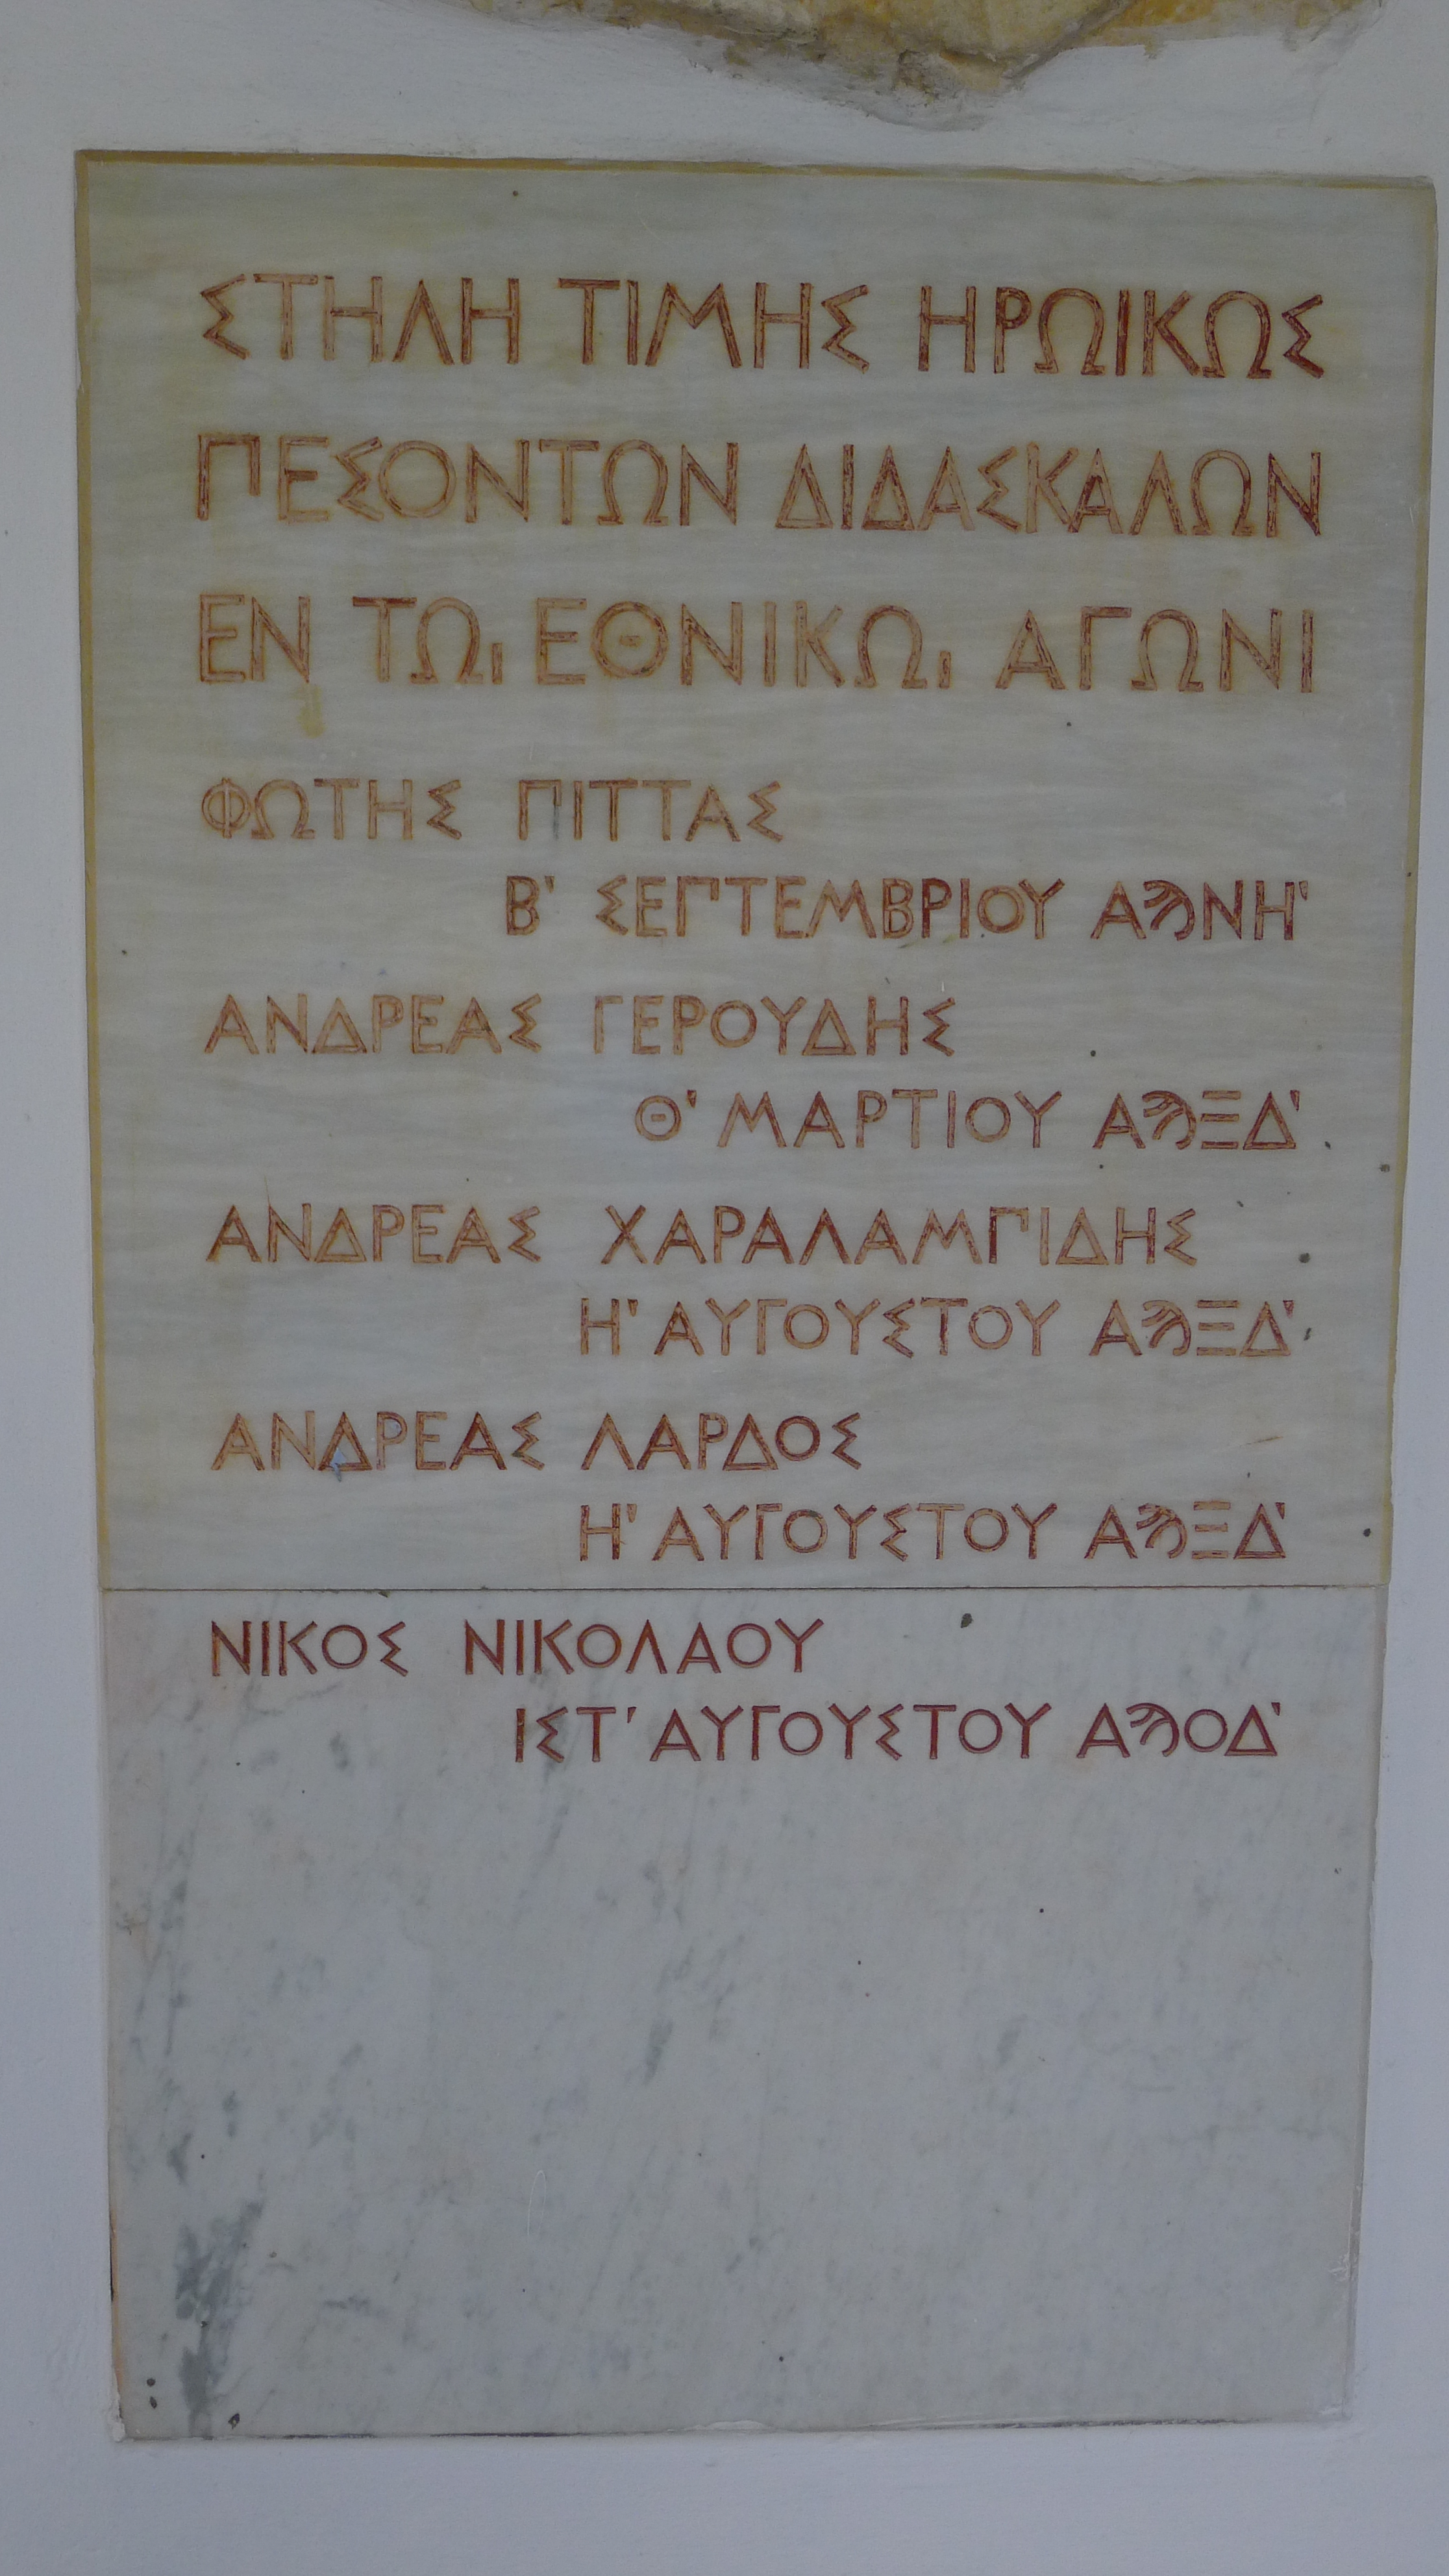 ΣΤΗΛΗ ΤΙΜΗΣ ΗΡΩΙΚΩΣ
ΠΕΣΟΝΤΩΝ ΔΙΔΑΣΚΑΛΩΝ
ΕΝ ΤΩΙ ΕΘΝΙΚΩΙ ΑΓΩΝΙ
ΦΩΤΗΣ ΠΙΤΤΑΣ
Β' ΣΕΠΤΕΜΒΡΙΟΥ ΑϠΝΗ'
ΑΝΔΡΕΑΣ ΓΕΡΟΥΔΗΣ
Θ' ΜΑΡΤΙΟΥ ΑϠΞΔ'
ΑΝΔΡΕΑΣ ΧΑΡΑΛΑΜΠΙΔΗΣ
Η' ΑΥΓΟΥΣΤΟΥ ΑϠΞΔ'
ΑΝΔΡΕΑΣ ΛΑΡΔΟΣ
Η' ΑΥΓΟΥΣΤΟΥ ΑϠΞΔ'
ΝΙΚΟΣ ΝΙΚΟΛΑΟΥ
ΙΣΤ' ΑΥΓΟΥΣΤΟΥ ΑϠΟΔ'